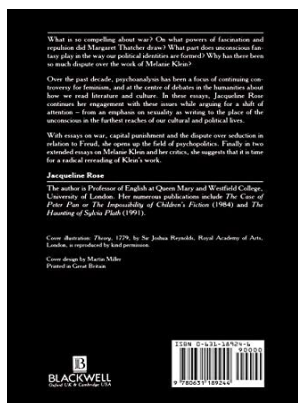 What is so compelling about war? On what powers of fascination and
repulsion did Margaret Thatcher draw? What part does unconscious fan-
tasy play in the way our political identities are formed? Why has there been
so much dispute over the work of Melanie Klein?
Over the past decade, psychoanalysis has been a focus of continuing con-
troversy for feminism, and at the centre of debates in the humanities about
how we read literature and culture. In these essays, Jacqueline Rose
continues her engagement with these issues while arguing for a shift of
attention – from an emphasis on sexuality as writing to the place of the
unconscious in the furthest reaches of our cultural and political lives.
With essays on war, capital punishment and the dispute over seduction in
relation to Freud, she opens up the field of psychopolitics. Finally in two
extended essays on Melanie Klein and her critics, she suggests that it is time
for a radical rereading of Klein's work.
Jacqueline Rose
The author is Professor of English at Queen Mary and Westfield College,
University of London. Her numerous publications include The Case of
Peter Pan or The Impossibility of Children's Fiction (1984) and The
Haunting of Sylvia Plath (1991).
Cover illustration: Theory, 1779, by Sir Joshua Reynolds, Royal Academy of Arts,
London, is reproduced by kind permission.
Cover design by Martin Miller
Printed in Great Britain
B
BLACKWELL
Oxford UK & Cambridge USA
ISBN 0-631-18924-6
90000
9 780631 189244